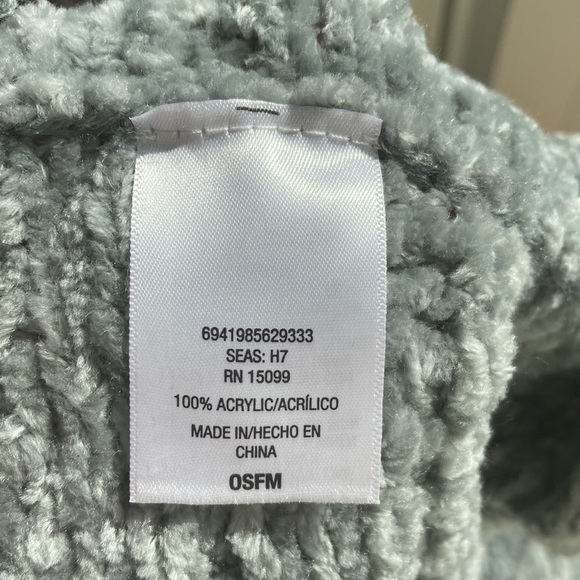 6941985629333
SEAS: H7
RN 15099
100% ACRYLIC/ACRÍLICO
MADE IN/HECHO EN
CHINA
OSFM